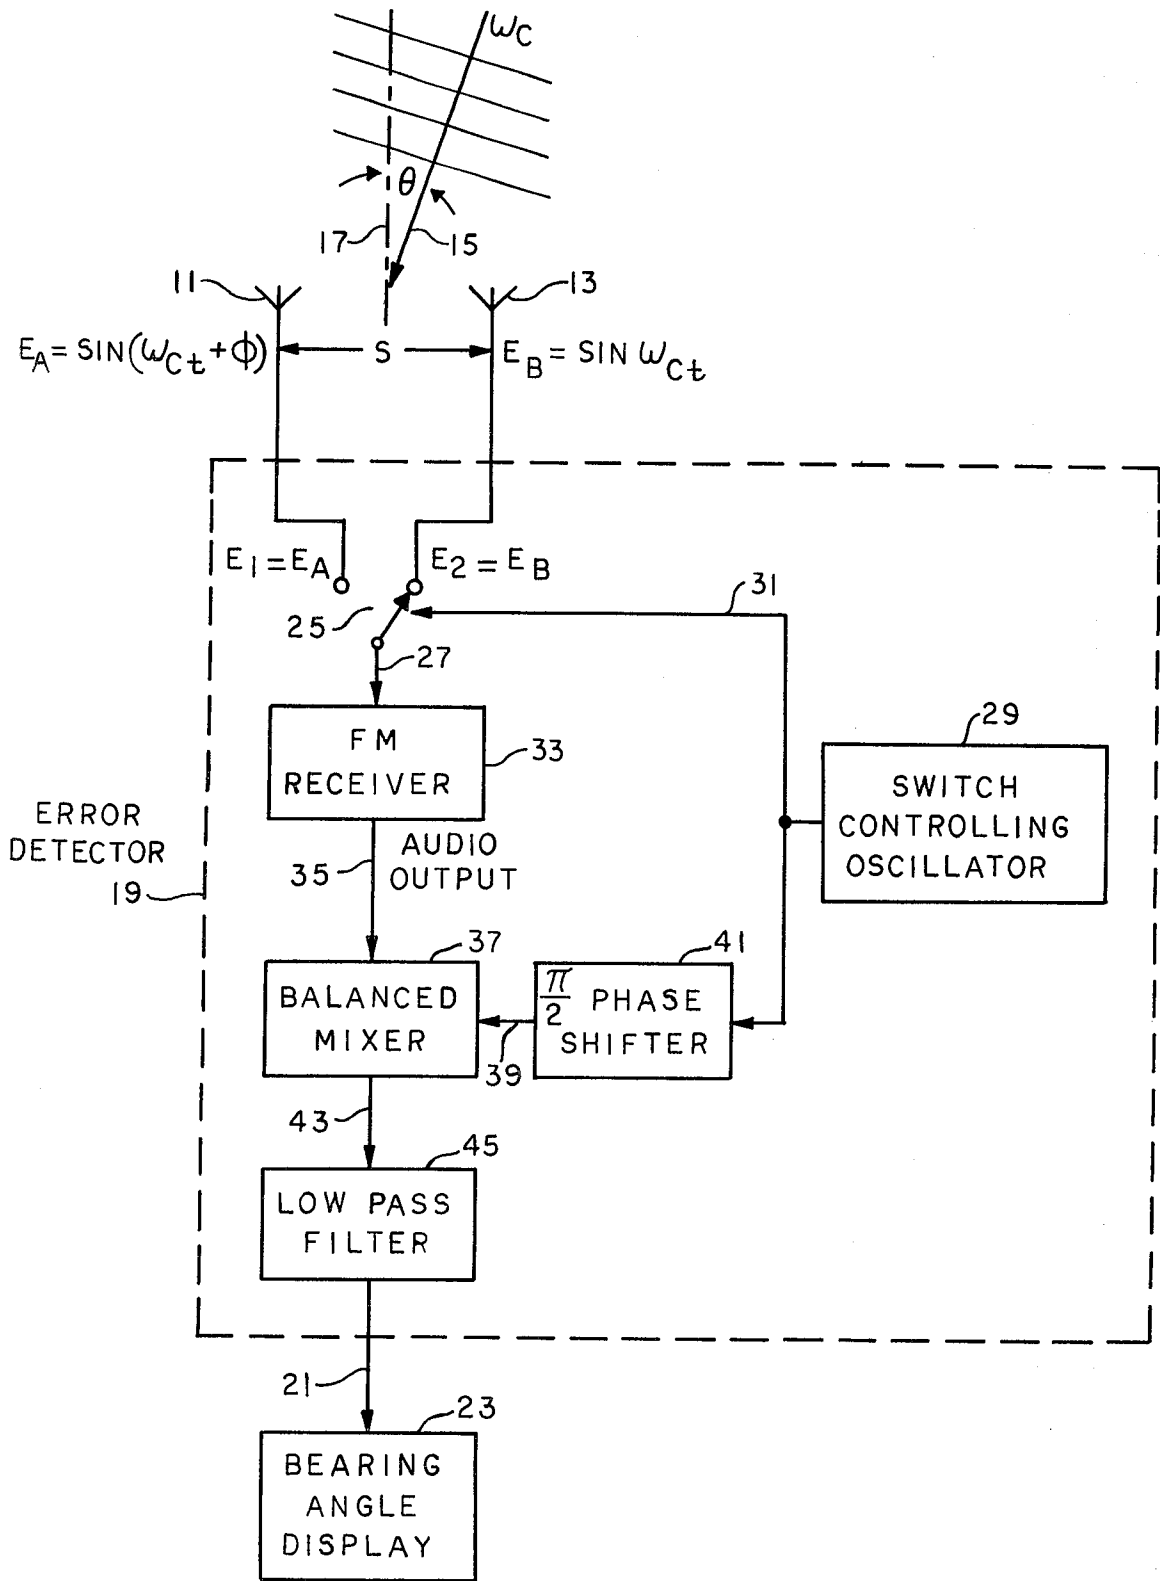 ωC
θ
17
15
11
13
EA = SIN(ωCt + ϕ)
S
EB = SIN ωCt
E1 = EA
E2 = EB
25
31
27
29
FM
RECEIVER
33
SWITCH
CONTROLLING
OSCILLATOR
ERROR
DETECTOR
19
35
AUDIO
OUTPUT
37
41
BALANCED
MIXER
39
π/2 PHASE
SHIFTER
43
45
LOW PASS
FILTER
21
23
BEARING
ANGLE
DISPLAY